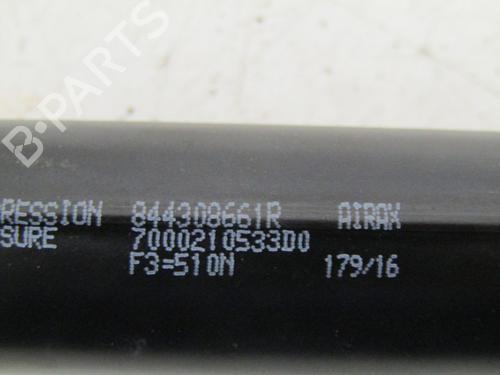 B-PARTS
RESSION 844308661R AIRAX
SURE 7000210533D0
F3=510N 179/16